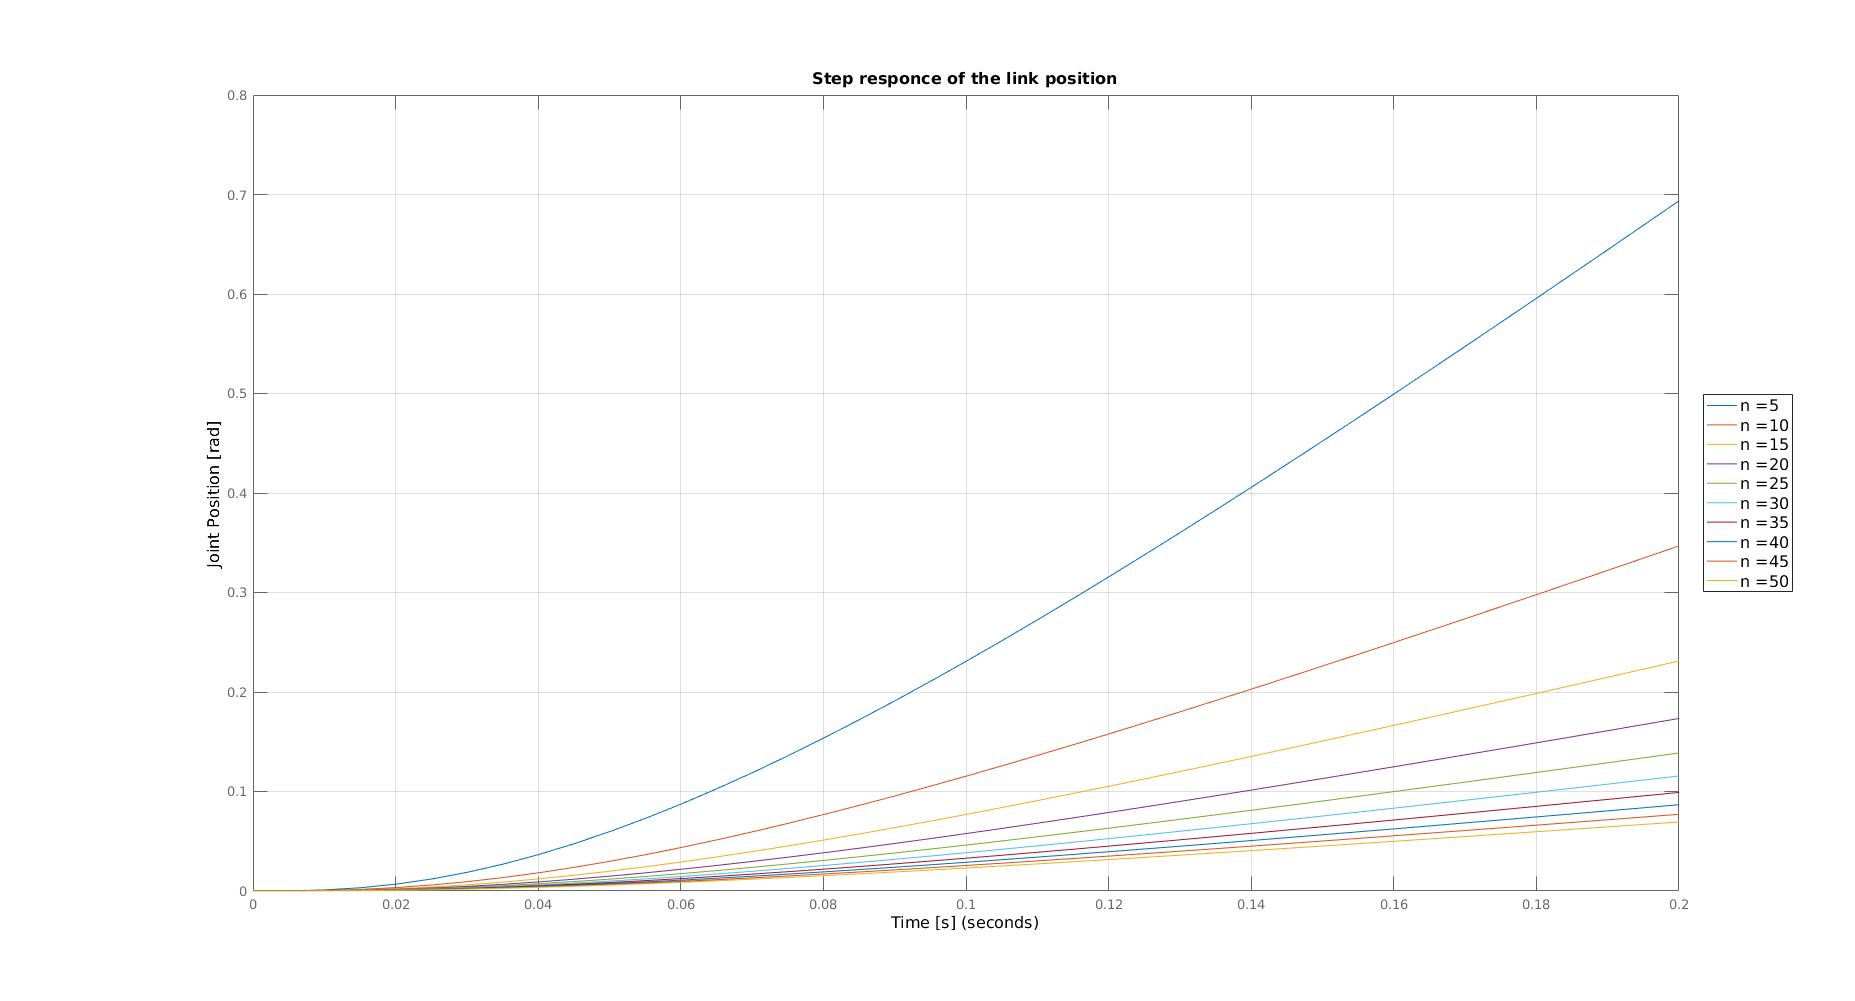 Step responce of the link position
0.8
0.7
0.6
0.5
0.4
0.3
0.2
0.1
0
Joint Position [rad]
0 0.02 0.04 0.06 0.08 0.1 0.12 0.14 0.16 0.18 0.2
Time [s] (seconds)
n =5
n =10
n =15
n =20
n =25
n =30
n =35
n =40
n =45
n =50